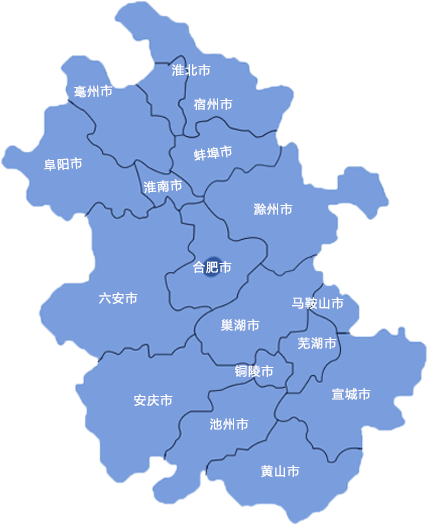 淮北市
亳州市
宿州市
蚌埠市
阜阳市
淮南市
滁州市
合肥市
六安市
马鞍山市
巢湖市
芜湖市
铜陵市
宣城市
安庆市
池州市
黄山市